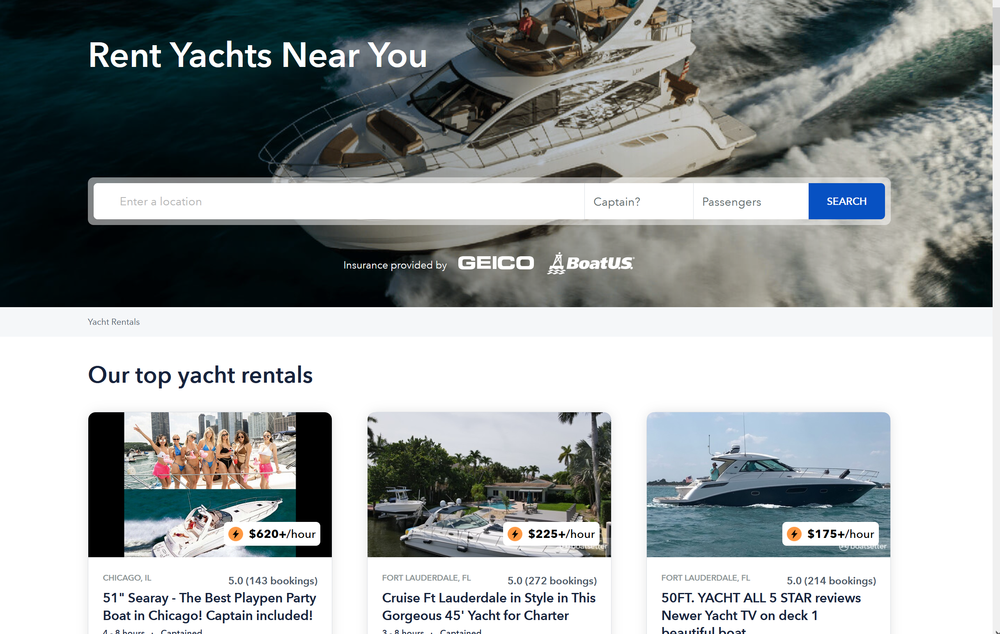 Rent Yachts Near You
Enter a location
Captain?
Passengers
SEARCH
Insurance provided by GEICO BoatU.S.®
Yacht Rentals
Our top yacht rentals
$620+/hour
CHICAGO, IL
5.0 (143 bookings)
51" Searay - The Best Playpen Party
Boat in Chicago! Captain included!
4 - 8 hours · Captained
$225+/hour
boatsetter
FORT LAUDERDALE, FL
5.0 (272 bookings)
Cruise Ft Lauderdale in Style in This
Gorgeous 45' Yacht for Charter
3 - 8 hours · Captained
$175+/hour
boatsetter
FORT LAUDERDALE, FL
5.0 (214 bookings)
50FT. YACHT ALL 5 STAR reviews
Newer Yacht TV on deck 1
beautiful boat